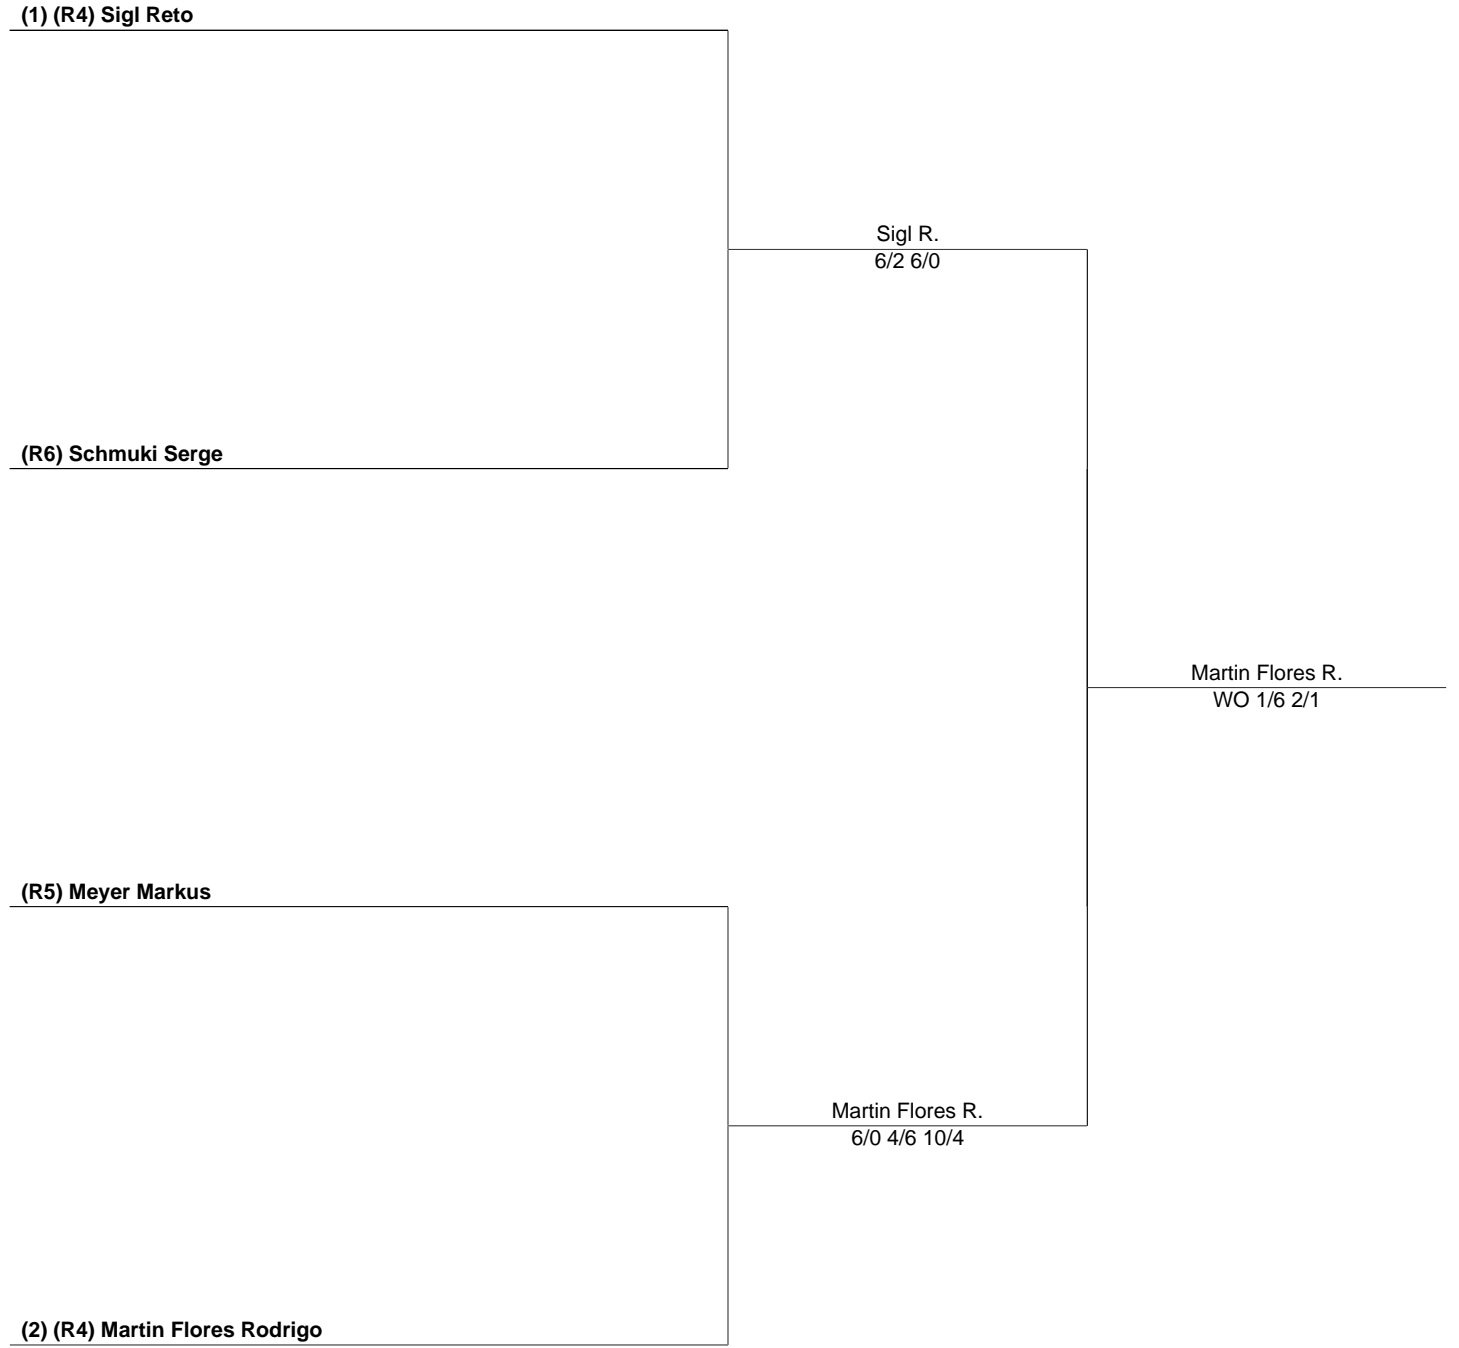 (1) (R4) Sigl Reto
Sigl R.
6/2 6/0
(R6) Schmuki Serge
Martin Flores R.
WO 1/6 2/1
(R5) Meyer Markus
Martin Flores R.
6/0 4/6 10/4
(2) (R4) Martin Flores Rodrigo